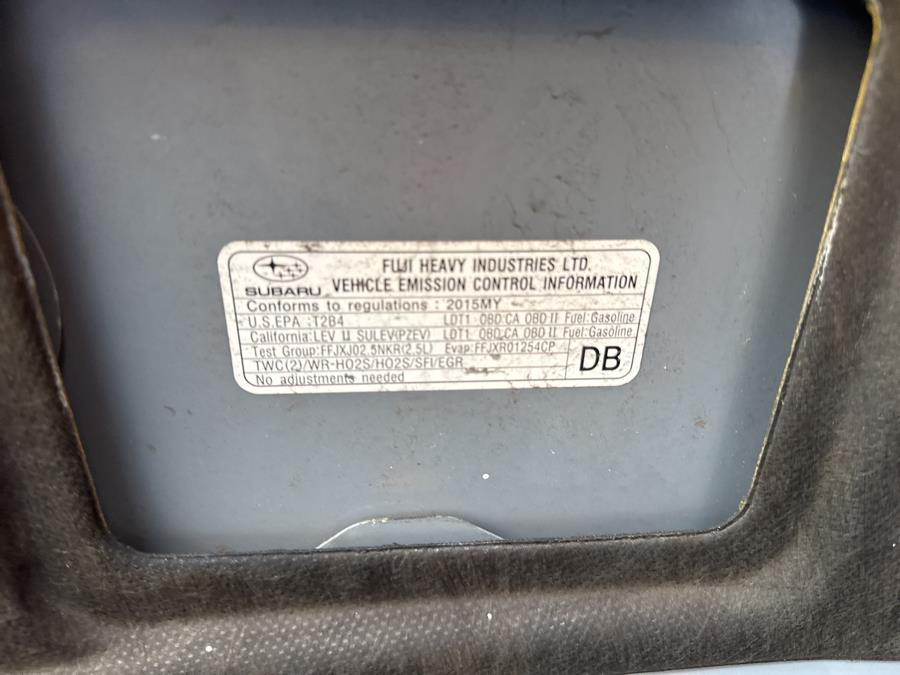 SUBARU
FUJI HEAVY INDUSTRIES LTD.
VEHICLE EMISSION CONTROL INFORMATION
Conforms to regulations : 2015MY
U.S.EPA :T2B4 LDT1 OBD:CA OBD II Fuel:Gasoline
California:LEV II SULEV(PZEV) LDT1 OBD:CA OBD II Fuel:Gasoline
Test Group:FFJXJ02.5NKR(2.5L) Evap:FFJXR01254CP
TWC(2)/WR-HO2S/HO2S/SFI/EGR
No adjustments needed
DB